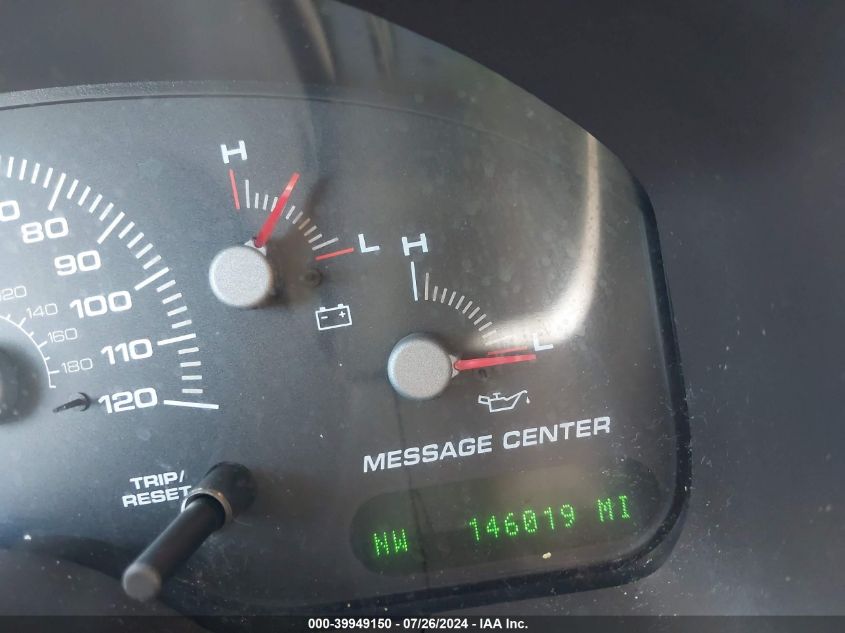 H
80
90
100
110
120
140
160
180
L
H
L
120
MESSAGE CENTER
TRIP/
RESET
NW 146019 MI
000-39949150 - 07/26/2024 - IAA Inc.